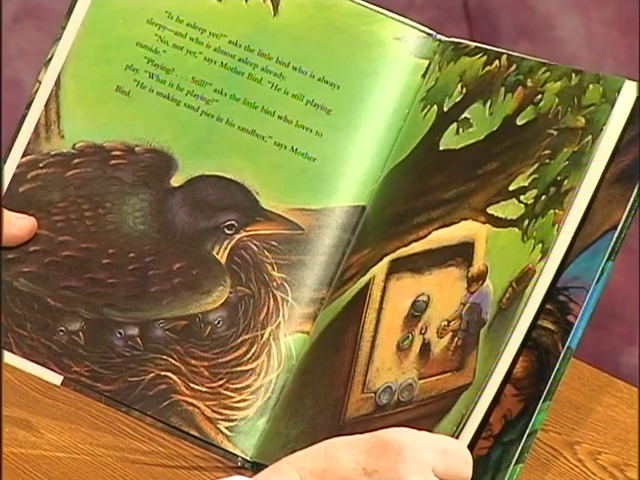 "Is he asleep yet?" asks the little bird who is always
sleepy—and who is almost asleep already.
"No, not yet," says Mother Bird. "He is still playing
outside."
"Playing? . . . Still?" asks the little bird who loves to
play. "What is he playing?"
"He is making sand pies in his sandbox," says Mother
Bird.